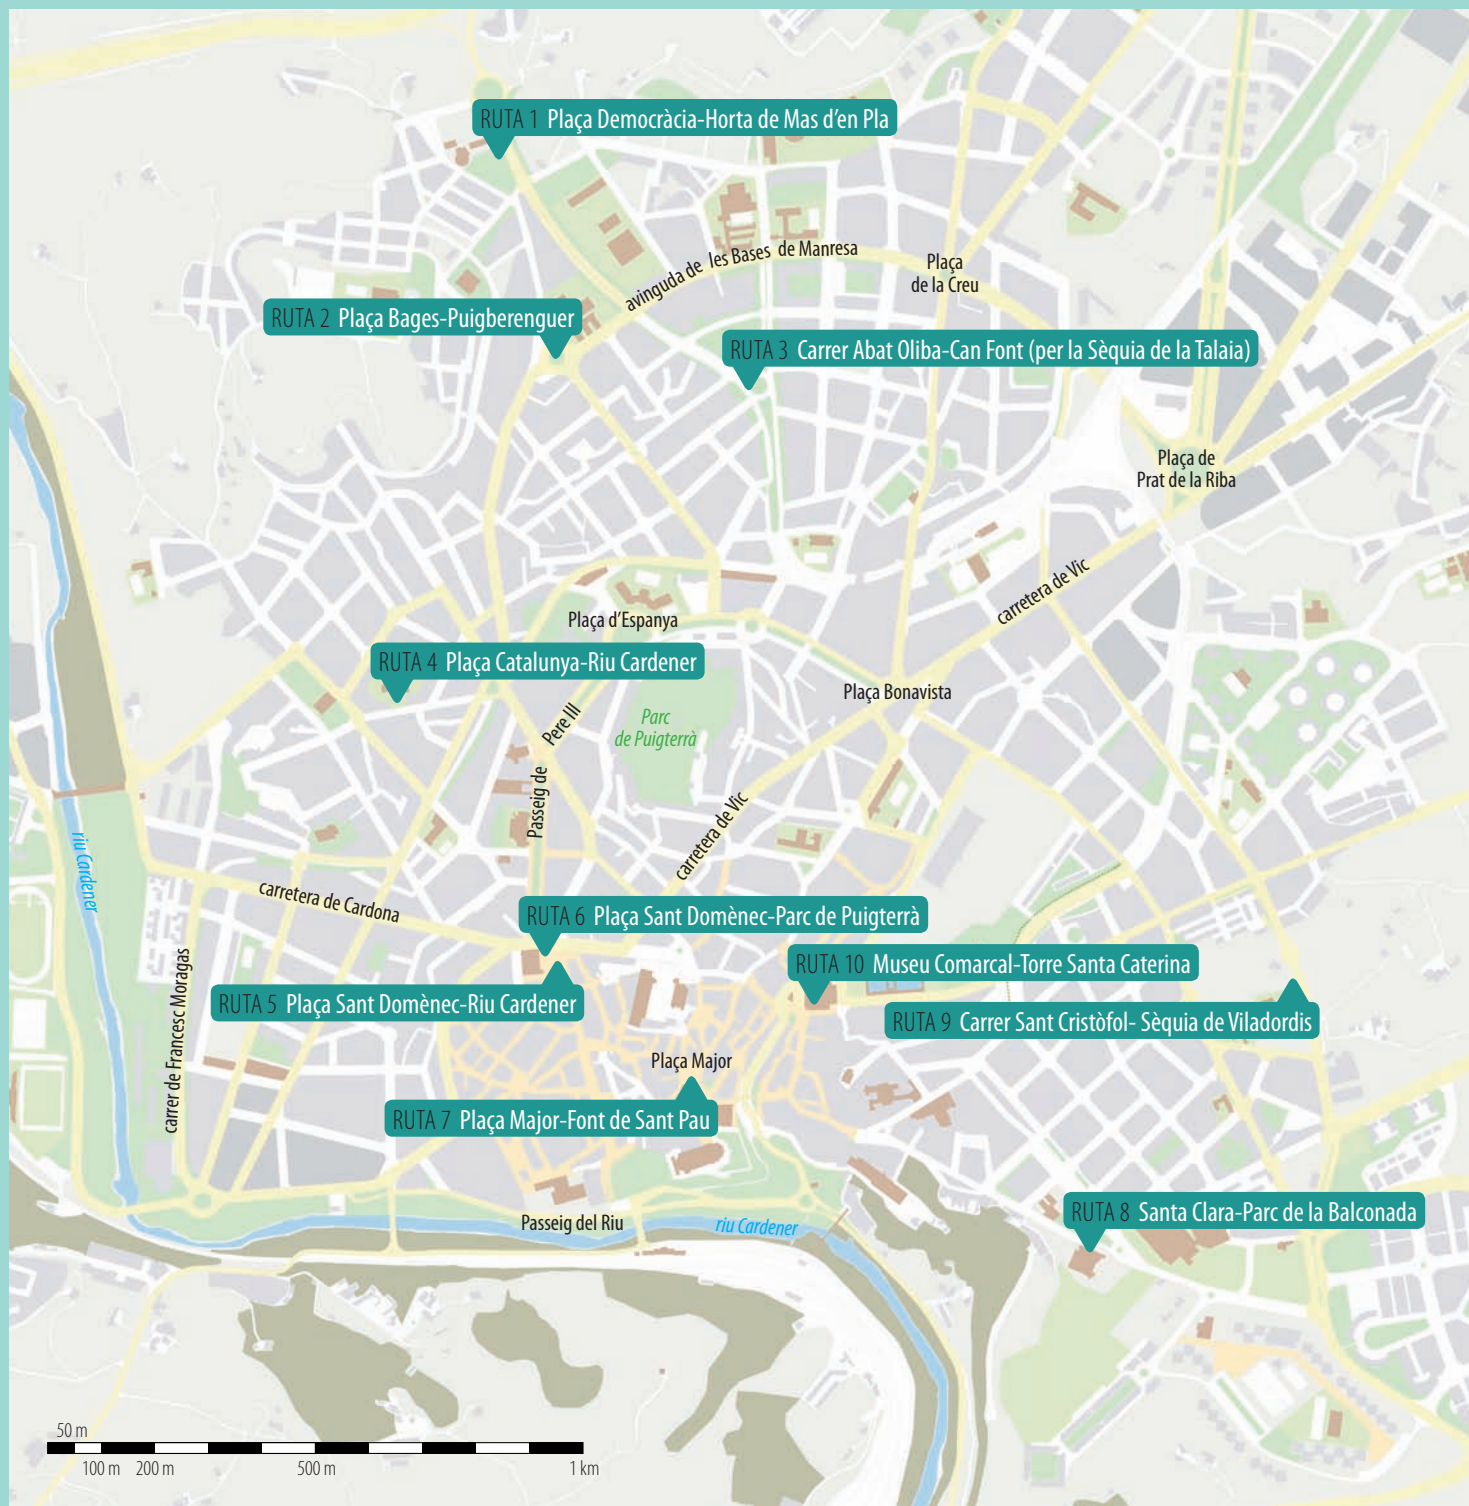 RUTA 1 Plaça Democràcia-Horta de Mas d’en Pla
avinguda de les Bases de Manresa
Plaça
de la Creu
RUTA 2 Plaça Bages-Puigberenguer
RUTA 3 Carrer Abat Oliba-Can Font (per la Sèquia de la Talaia)
Plaça de
Prat de la Riba
carretera de Vic
Plaça d’Espanya
RUTA 4 Plaça Catalunya-Riu Cardener
Plaça Bonavista
Parc
de Puigterrà
Passeig de Pere III
carretera de Vic
riu Cardener
carretera de Cardona
RUTA 6 Plaça Sant Domènec-Parc de Puigterrà
RUTA 10 Museu Comarcal-Torre Santa Caterina
RUTA 5 Plaça Sant Domènec-Riu Cardener
RUTA 9 Carrer Sant Cristòfol- Sèquia de Viladordis
carrer de Francesc Moragas
Plaça Major
RUTA 7 Plaça Major-Font de Sant Pau
RUTA 8 Santa Clara-Parc de la Balconada
Passeig del Riu
riu Cardener
50 m
100 m 200 m 500 m 1 km